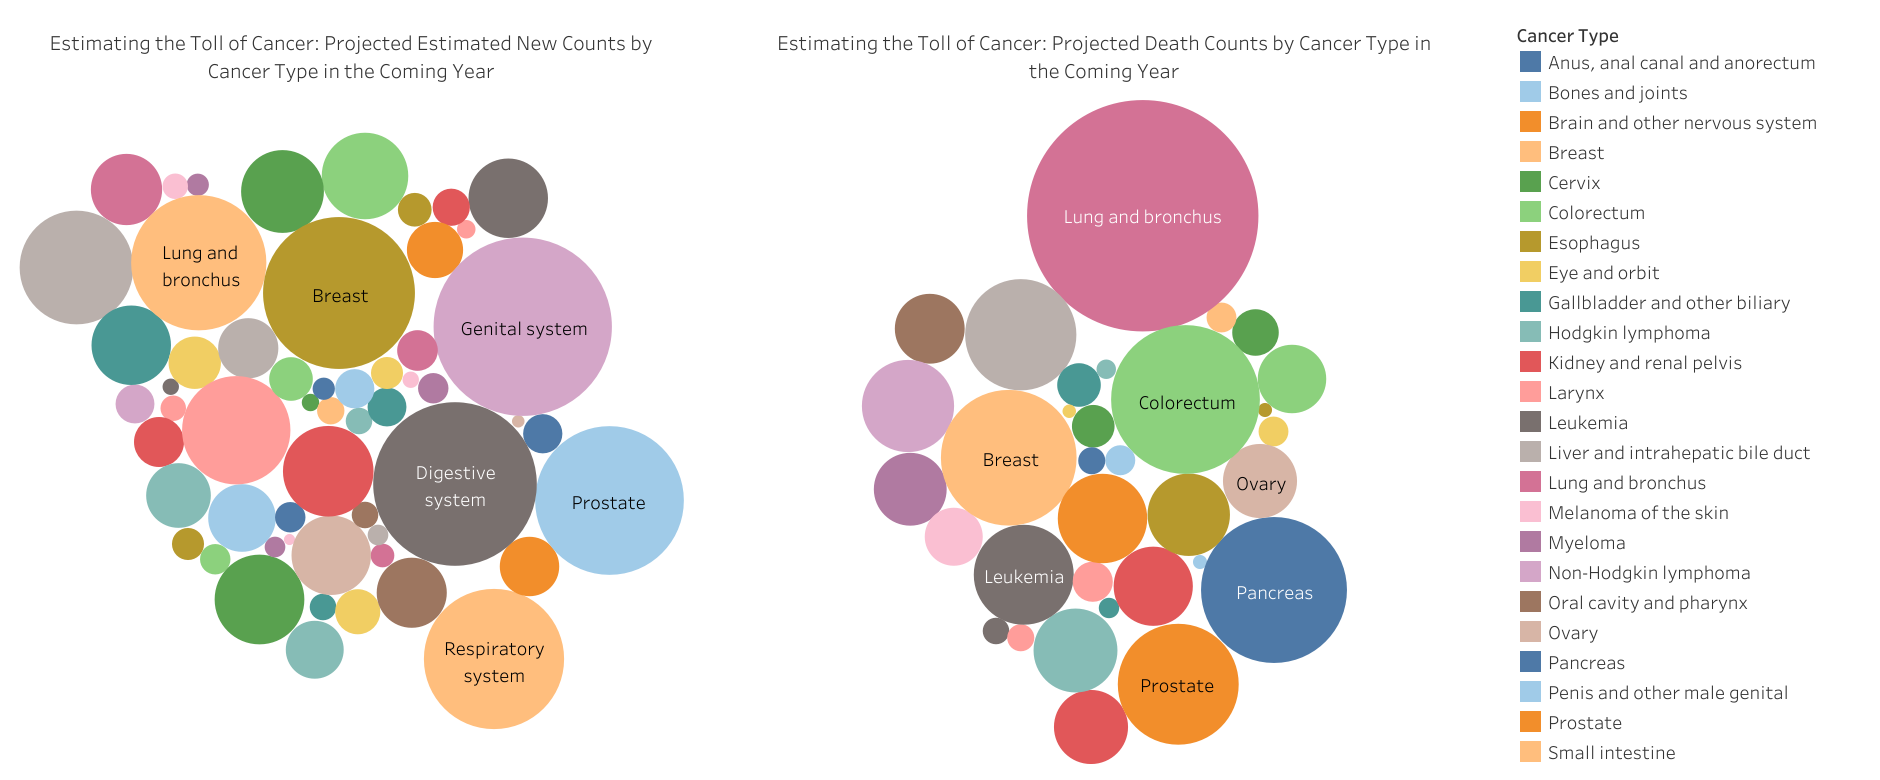 Estimating the Toll of Cancer: Projected Estimated New Counts by
Cancer Type in the Coming Year
Lung and
bronchus
Breast
Genital system
Digestive
system
Prostate
Respiratory
system
Estimating the Toll of Cancer: Projected Death Counts by Cancer Type in
the Coming Year
Lung and bronchus
Colorectum
Breast
Ovary
Leukemia
Pancreas
Prostate
Cancer Type
Anus, anal canal and anorectum
Bones and joints
Brain and other nervous system
Breast
Cervix
Colorectum
Esophagus
Eye and orbit
Gallbladder and other biliary
Hodgkin lymphoma
Kidney and renal pelvis
Larynx
Leukemia
Liver and intrahepatic bile duct
Lung and bronchus
Melanoma of the skin
Myeloma
Non-Hodgkin lymphoma
Oral cavity and pharynx
Ovary
Pancreas
Penis and other male genital
Prostate
Small intestine